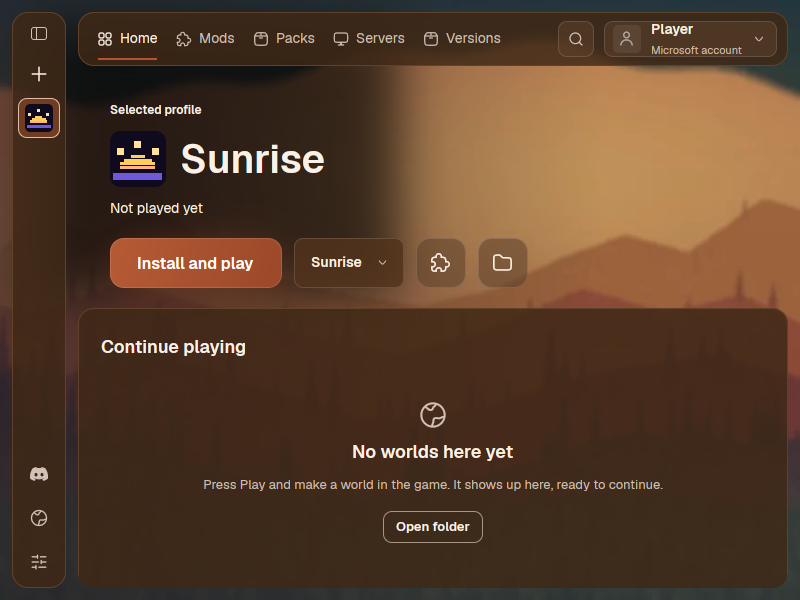 Home
Mods
Packs
Servers
Versions
Player
Microsoft account
Selected profile
Sunrise
Not played yet
Install and play
Sunrise
Continue playing
No worlds here yet
Press Play and make a world in the game. It shows up here, ready to continue.
Open folder